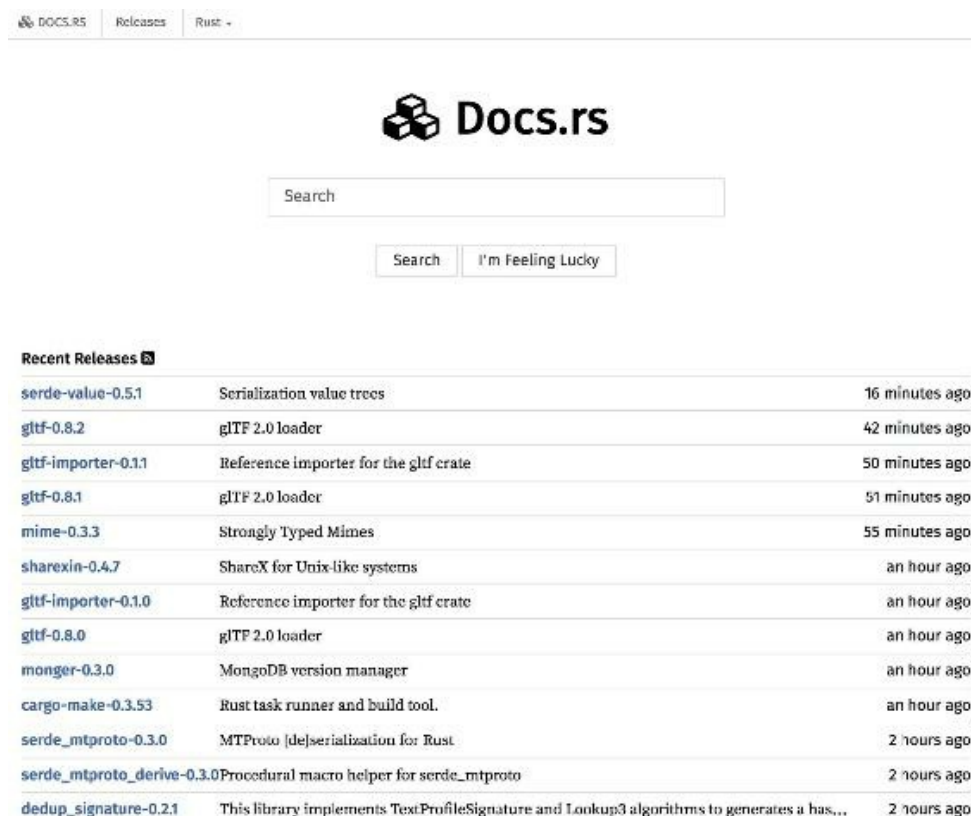 DOCS.RS Releases Rust
Docs.rs
Search
Search I'm Feeling Lucky
Recent Releases
serde-value-0.5.1 Serialization value trees 16 minutes ago
gltf-0.8.2 glTF 2.0 loader 42 minutes ago
gltf-importer-0.1.1 Reference importer for the gltf crate 50 minutes ago
gltf-0.8.1 glTF 2.0 loader 51 minutes ago
mime-0.3.3 Strongly Typed Mimes 55 minutes ago
sharexin-0.4.7 ShareX for Unix-like systems an hour ago
gltf-importer-0.1.0 Reference importer for the gltf crate an hour ago
gltf-0.8.0 glTF 2.0 loader an hour ago
monger-0.3.0 MongoDB version manager an hour ago
cargo-make-0.3.53 Rust task runner and build tool. an hour ago
serde_mtproto-0.3.0 MTProto [de]serialization for Rust 2 hours ago
serde_mtproto_derive-0.3.0 Procedural macro helper for serde_mtproto 2 hours ago
dedup_signature-0.2.1 This library implements TextProfileSignature and Lookup3 algorithms to generates a has... 2 hours ago